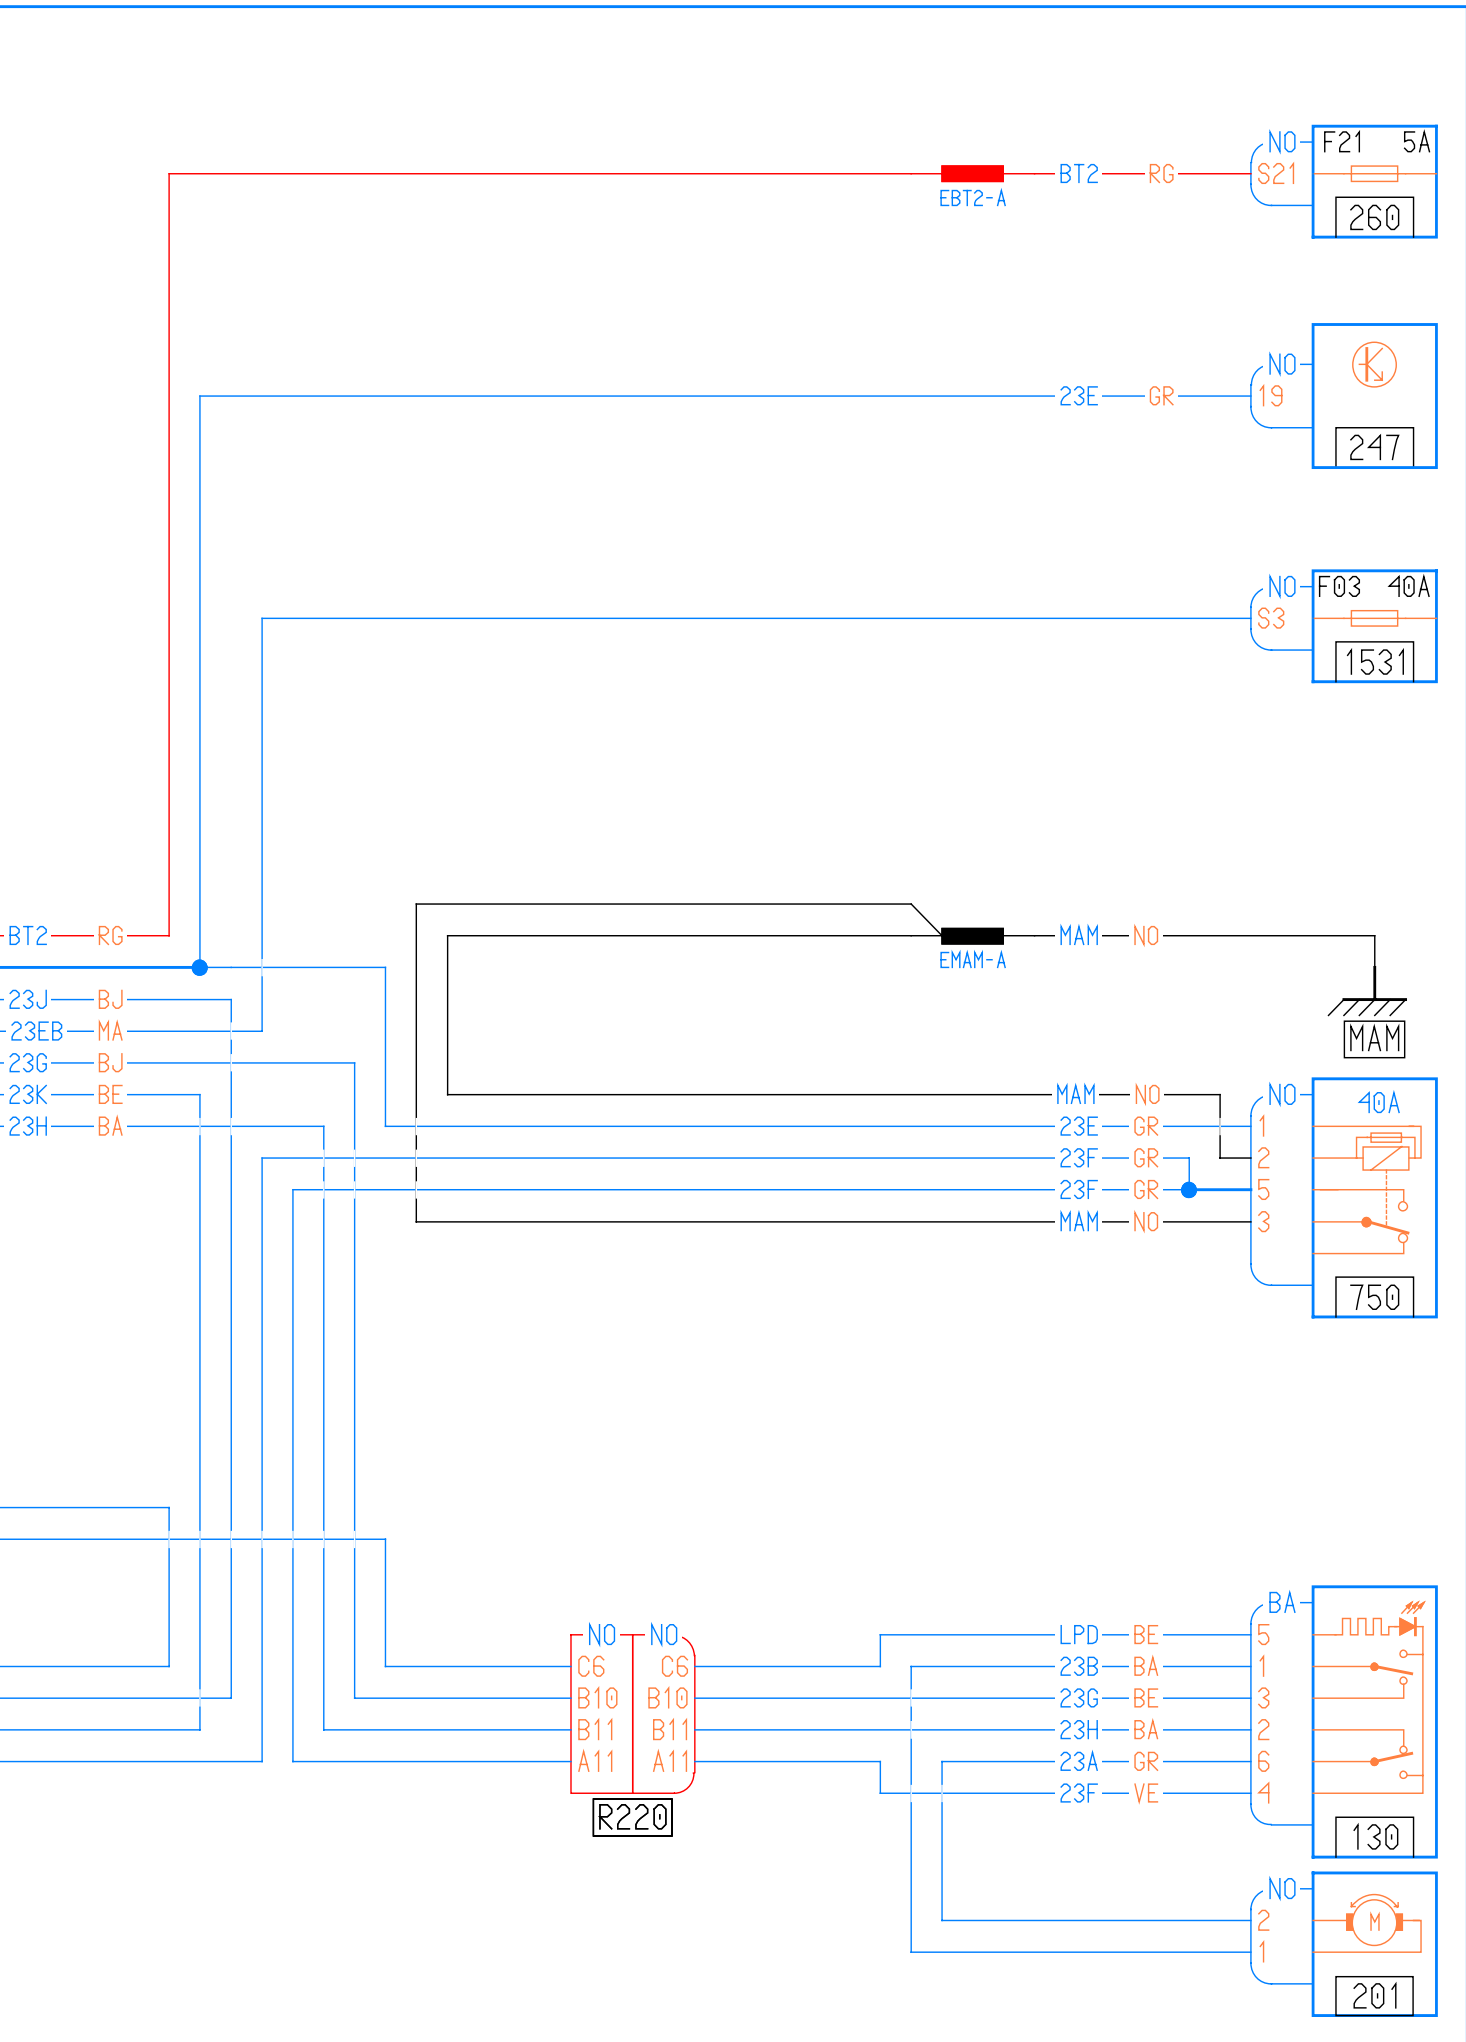 NO F21 5A
BT2 RG S21
EBT2-A
260
NO
23E GR 19
247
NO F03 40A
S3
1531
BT2 RG
MAM NO
EMAM-A
23J BJ
23EB MA
MAM
23G BJ
23K BE
MAM NO
NO 40A
23H BA
23E GR 1
23F GR 2
23F GR 5
MAM NO 3
750
BA
NO NO
LPD BE 5
C6 C6
23B BA 1
B10 B10
23G BE 3
B11 B11
23H BA 2
A11 A11
23A GR 6
23F VE 4
R220
130
NO
2 M
1
201